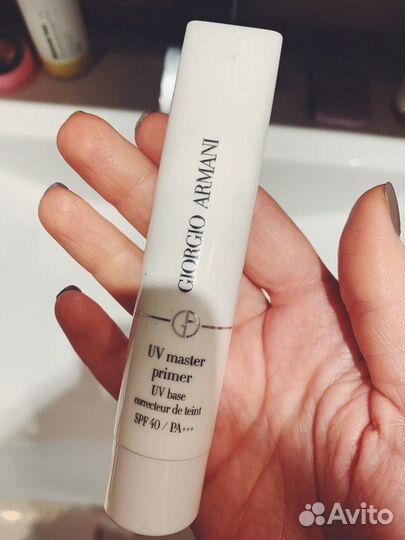 GIORGIO ARMANI
UV master
primer
UV base
correcteur de teint
SPF 40 / PA+++
Avito